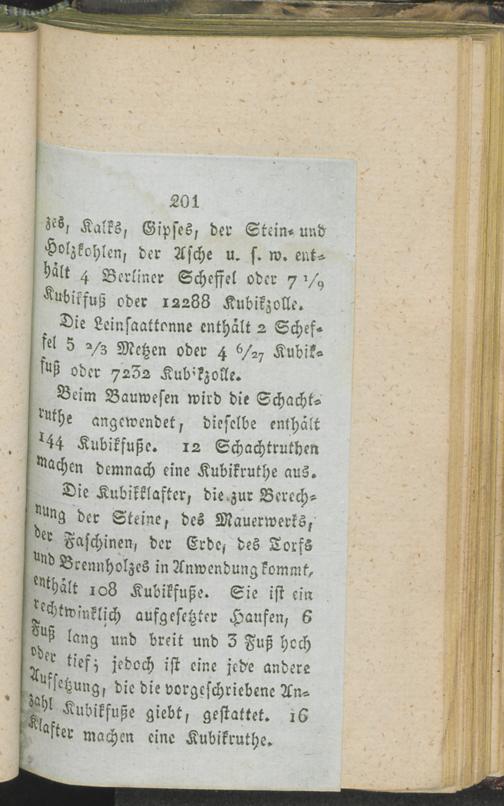 201
zes, Kalks, Gipses, der Stein- und
Holzkohlen, der Asche u. s. w. ent-
hält 4 Berliner Scheffel oder 7 1/9
Kubikfuß oder 12288 Kubikzolle.
Die Leinsaattonne enthält 2 Schef-
fel 5 2/3 Metzen oder 4 6/27 Kubik-
fuß oder 7232 Kubikzolle.
Beim Bauwesen wird die Schacht-
ruthe angewendet, dieselbe enthält
144 Kubikfuße. 12 Schachtruthen
machen demnach eine Kubikruthe aus.
Die Kubikklafter, die zur Berech-
nung der Steine, des Mauerwerks,
der Faschinen, der Erde, des Torfs
und Brennholzes in Anwendung kommt,
enthält 108 Kubikfuße. Sie ist ein
rechtwinklich aufgesetzter Haufen, 6
Fuß lang und breit und 3 Fuß hoch
oder tief; jedoch ist eine jede andere
Aufsetzung, die die vorgeschriebene An-
zahl Kubikfuße giebt, gestattet. 16
Klafter machen eine Kubikruthe.